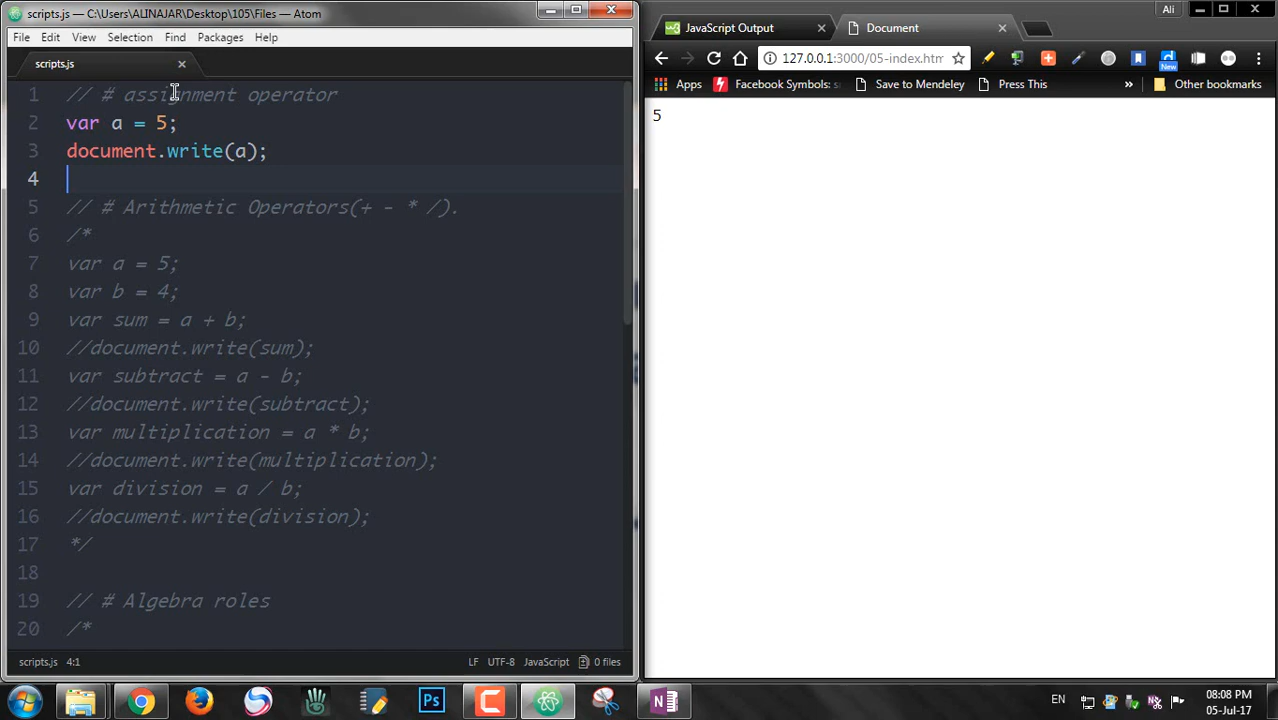 scripts.js — C:\Users\ALINAJAR\Desktop\105\Files — Atom
File Edit View Selection Find Packages Help
scripts.js
1 // # assignment operator
2 var a = 5;
3 document.write(a);
4
5 // # Arithmetic Operators(+ - * /).
6 /*
7 var a = 5;
8 var b = 4;
9 var sum = a + b;
10 //document.write(sum);
11 var subtract = a - b;
12 //document.write(subtract);
13 var multiplication = a * b;
14 //document.write(multiplication);
15 var division = a / b;
16 //document.write(division);
17 */
18
19 // # Algebra roles
20 /*
scripts.js 4:1 LF UTF-8 JavaScript 0 files
Ali
JavaScript Output Document
127.0.0.1:3000/05-index.htm
New
Apps Facebook Symbols: Save to Mendeley Press This » Other bookmarks
5
Ps N EN 08:08 PM
05-Jul-17